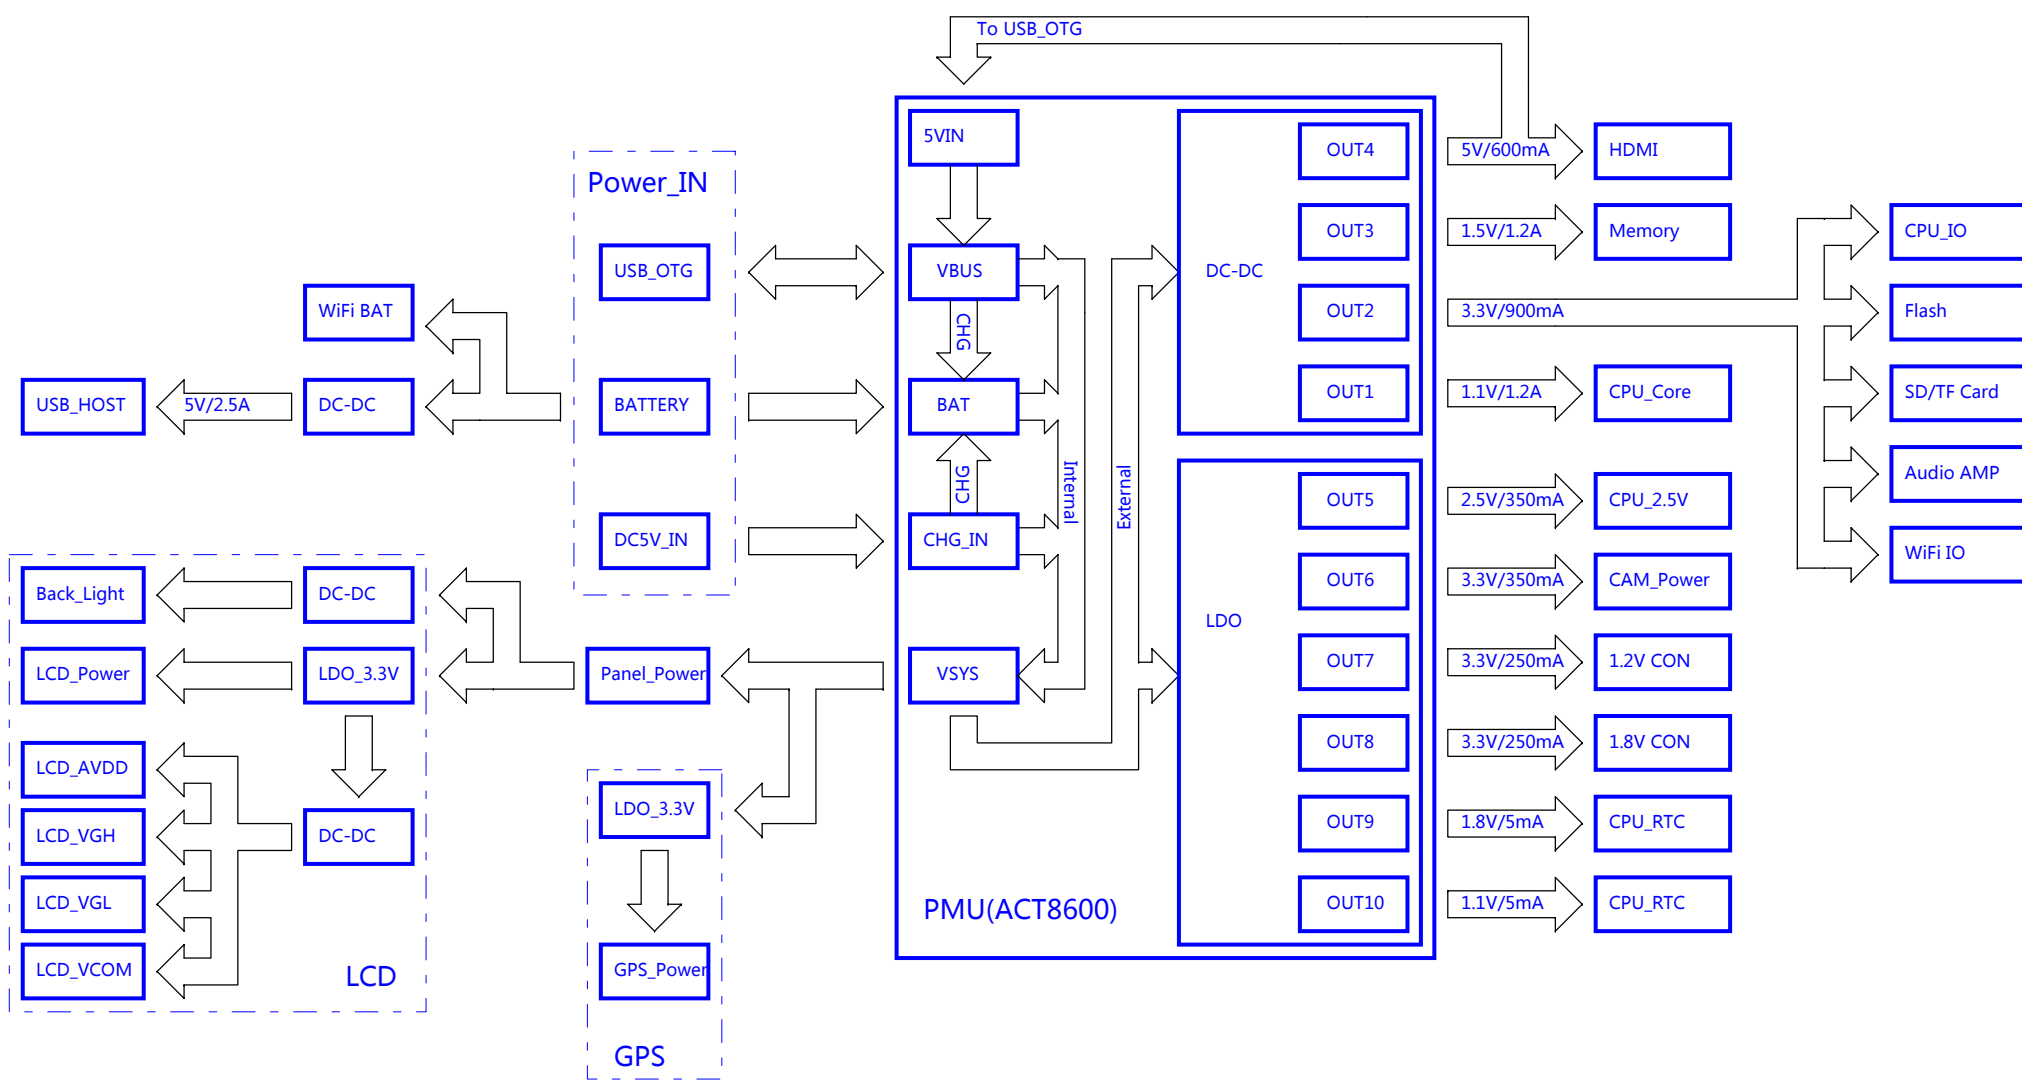 To USB_OTG
5VIN
OUT4
5V/600mA
HDMI
Power_IN
OUT3
1.5V/1.2A
Memory
CPU_IO
USB_OTG
VBUS
DC-DC
WiFi BAT
CHG
OUT2
3.3V/900mA
Flash
USB_HOST
5V/2.5A
DC-DC
BATTERY
BAT
OUT1
1.1V/1.2A
CPU_Core
SD/TF Card
CHG
Internal
External
OUT5
2.5V/350mA
CPU_2.5V
Audio AMP
DC5V_IN
CHG_IN
WiFi IO
Back_Light
DC-DC
OUT6
3.3V/350mA
CAM_Power
LDO
LCD_Power
LDO_3.3V
Panel_Power
VSYS
OUT7
3.3V/250mA
1.2V CON
LCD_AVDD
OUT8
3.3V/250mA
1.8V CON
LDO_3.3V
LCD_VGH
DC-DC
OUT9
1.8V/5mA
CPU_RTC
LCD_VGL
PMU(ACT8600)
OUT10
1.1V/5mA
CPU_RTC
LCD_VCOM
LCD
GPS_Power
GPS